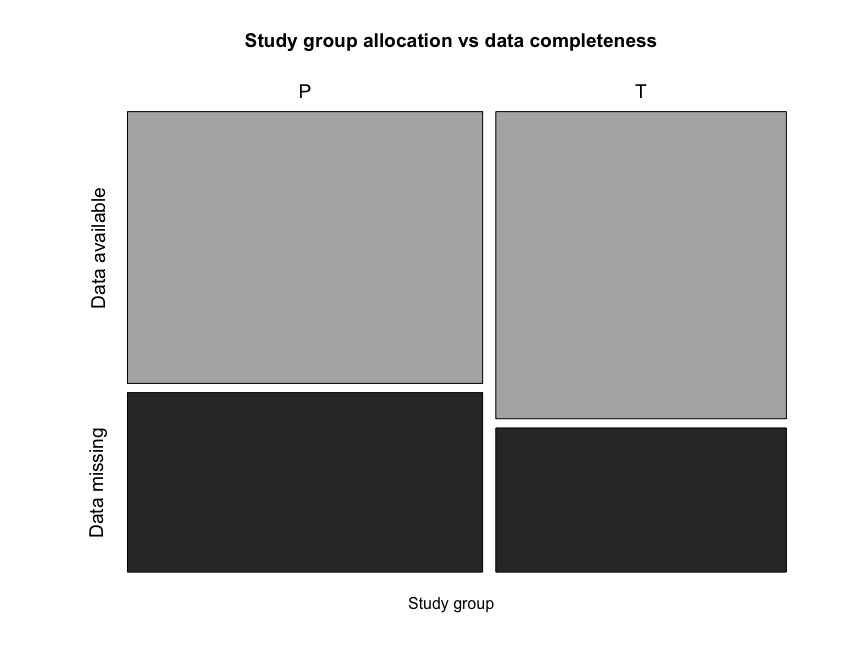 Study group allocation vs data completeness
P
T
Data available
Data missing
Study group